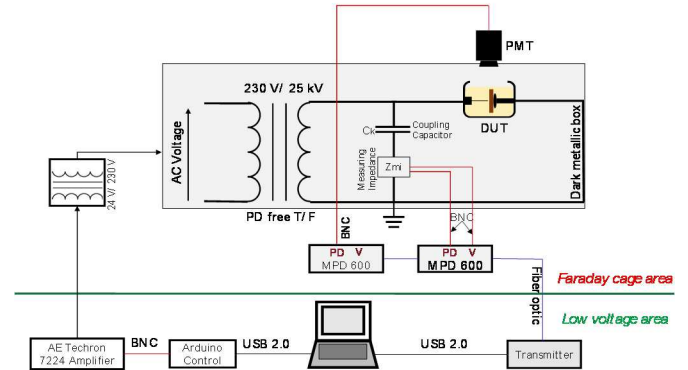 PMT
230 V/ 25 kV
DUT
Ck
Coupling
Capacitor
AC Voltage
Measuring
Impedance
Zmi
Dark metallic box
24 V/ 230 V
PD free T/ F
BNC
BNC
PD V
MPD 600
PD V
MPD 600
Fiber optic
Faraday cage area
Low voltage area
AE Techron
7224 Amplifier
BNC
Arduino
Control
USB 2.0
USB 2.0
Transmitter